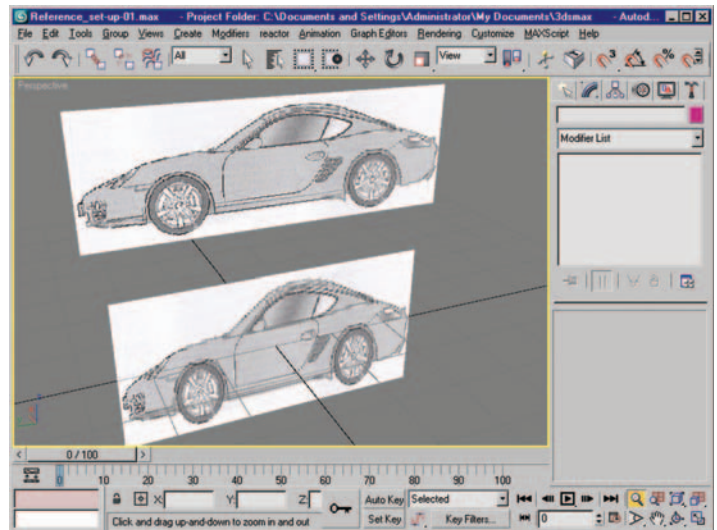 Reference_set-up-01.max - Project Folder: C:\Documents and Settings\Administrator\My Documents\3dsmax - Autod...
File Edit Tools Group Views Create Modifiers reactor Animation Graph Editors Rendering Customize MAXScript Help
All View
Perspective
Modifier List
0 / 100
0 10 20 30 40 50 60 70 80 90 100
X: Y: Z: Auto Key Selected
Click and drag up-and-down to zoom in and out Set Key Key Filters... 0